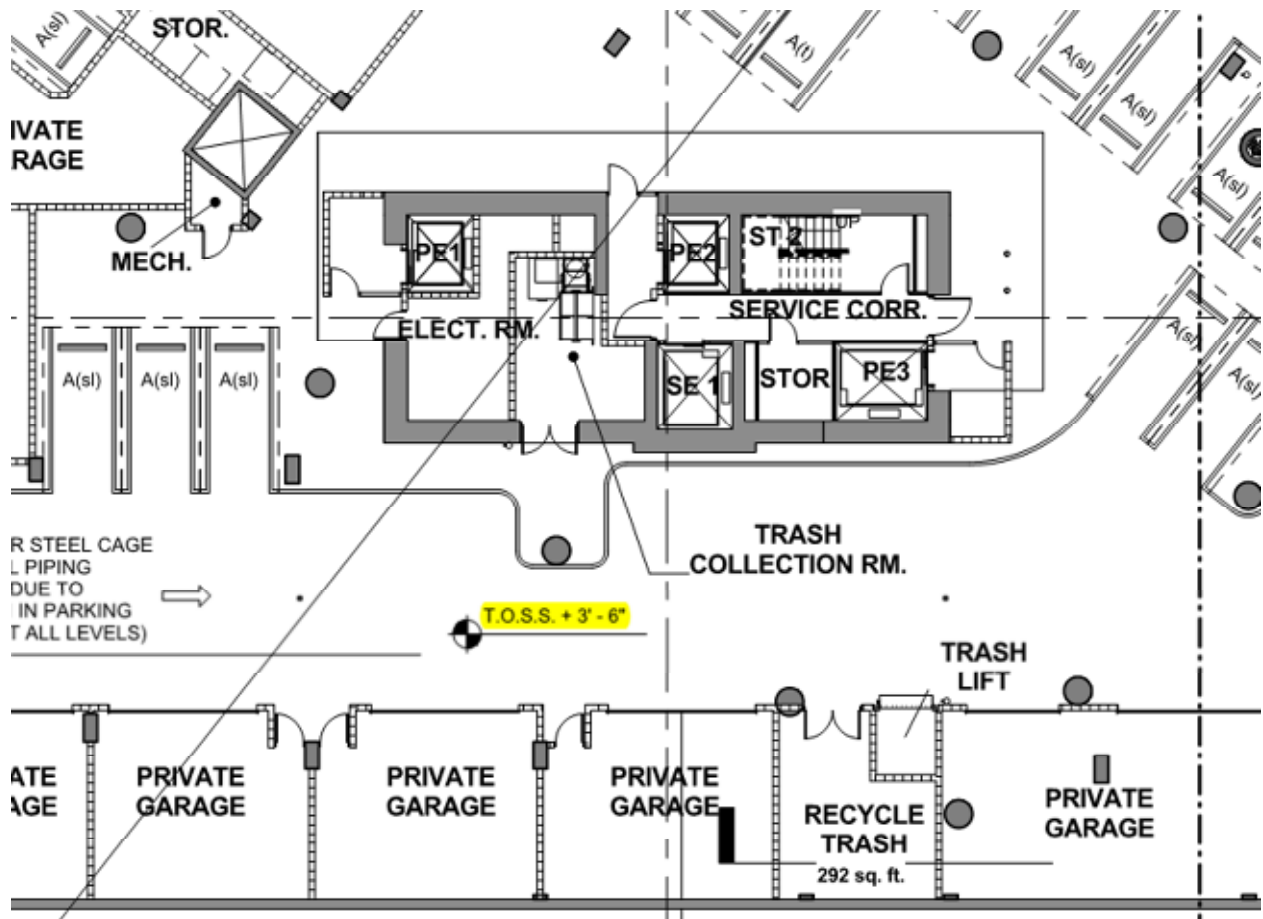 STOR.
A(sl)
A(t)
A(sl)
A(sl)
A(sl)
A(sl)
IVATE
RAGE
MECH.
PE1
PE2
ST 2
UP
ELECT. RM.
SERVICE CORR.
A(sl)
A(sl)
A(sl)
SE 1
STOR
PE3
A(sl)
A(sl)
R STEEL CAGE
L PIPING
DUE TO
IN PARKING
T ALL LEVELS)
TRASH
COLLECTION RM.
T.O.S.S. + 3' - 6"
TRASH
LIFT
ATE
AGE
PRIVATE
GARAGE
PRIVATE
GARAGE
PRIVATE
GARAGE
RECYCLE
TRASH
292 sq. ft.
PRIVATE
GARAGE